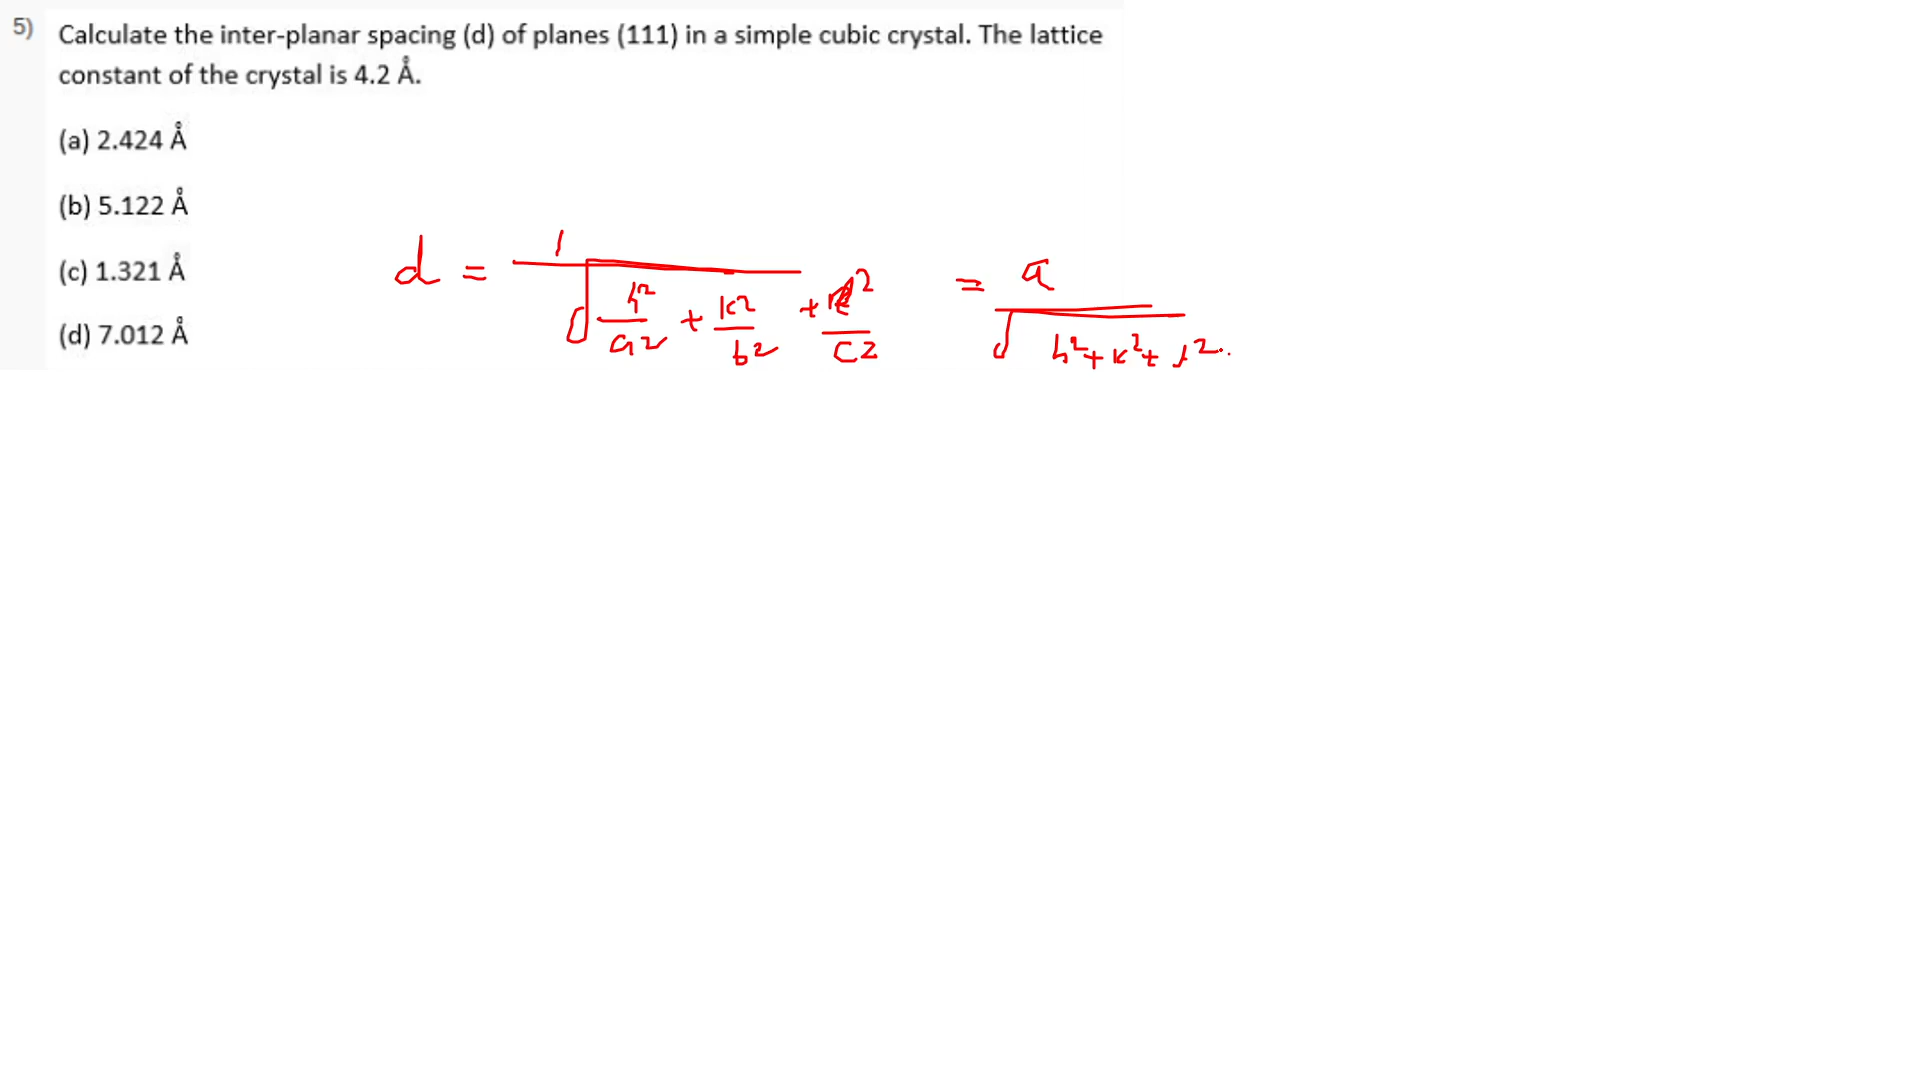 5) Calculate the inter-planar spacing (d) of planes (111) in a simple cubic crystal. The lattice
constant of the crystal is 4.2 Å.
(a) 2.424 Å
(b) 5.122 Å
(c) 1.321 Å
(d) 7.012 Å
d = 1 / √(h²/a² + k²/b² + l²/c²) = a / √(h² + k² + l²)